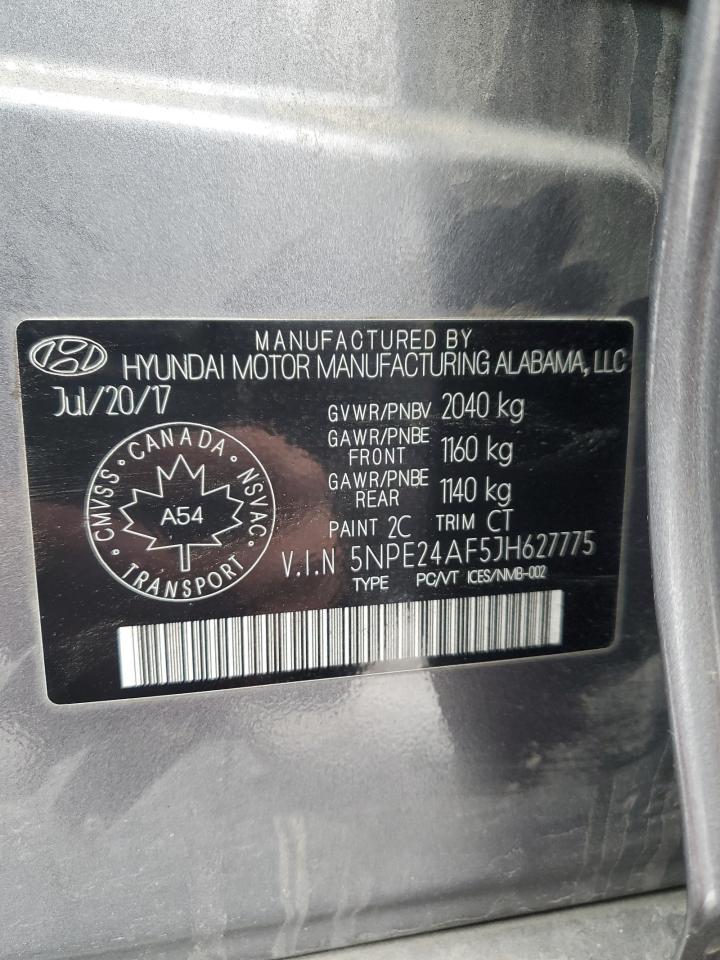 MANUFACTURED BY
HYUNDAI MOTOR MANUFACTURING ALABAMA, LLC
Jul/20/17
GVWR/PNBV 2040 kg
GAWR/PNBE FRONT 1160 kg
GAWR/PNBE REAR 1140 kg
PAINT 2C TRIM CT
V.I.N 5NPE24AF5JH627775
TYPE PC/VT ICES/NMB-002
CMVSS · CANADA · NSVAC · TRANSPORT ·
A54